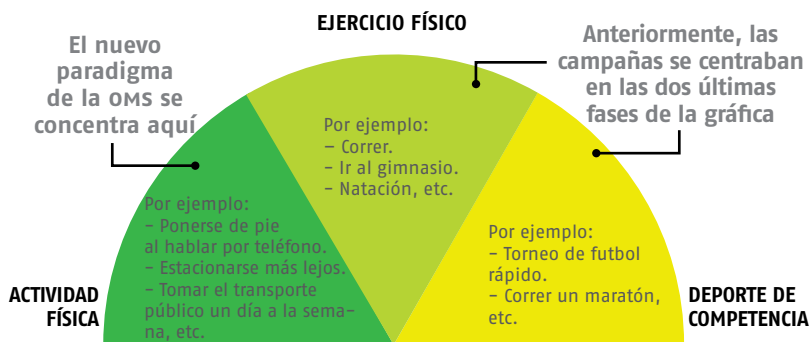 EJERCICIO FÍSICO
El nuevo
paradigma
de la OMS se
concentra aquí
Anteriormente, las
campañas se centraban
en las dos últimas
fases de la gráfica
Por ejemplo:
– Correr.
- Ir al gimnasio.
- Natación, etc.
Por ejemplo:
– Ponerse de pie
al hablar por teléfono.
- Estacionarse más lejos.
- Tomar el transporte
público un día a la sema-
na, etc.
Por ejemplo:
– Torneo de futbol
rápido.
- Correr un maratón,
etc.
ACTIVIDAD
FÍSICA
DEPORTE DE
COMPETENCIA